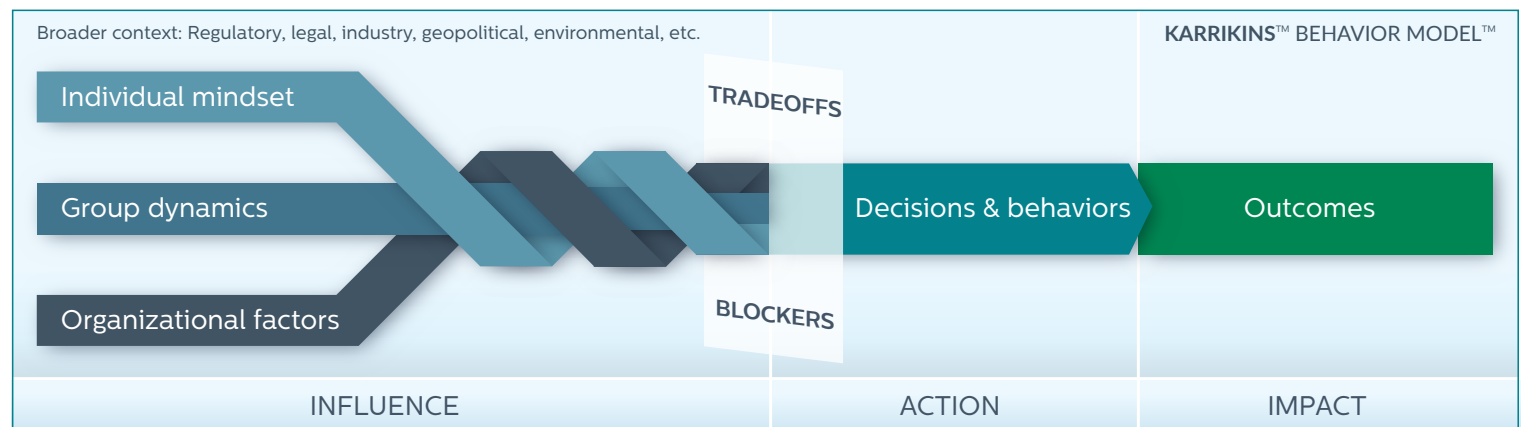 Broader context: Regulatory, legal, industry, geopolitical, environmental, etc.
KARRIKINS™ BEHAVIOR MODEL™
Individual mindset
TRADEOFFS
Group dynamics
Decisions & behaviors
Outcomes
BLOCKERS
Organizational factors
INFLUENCE
ACTION
IMPACT